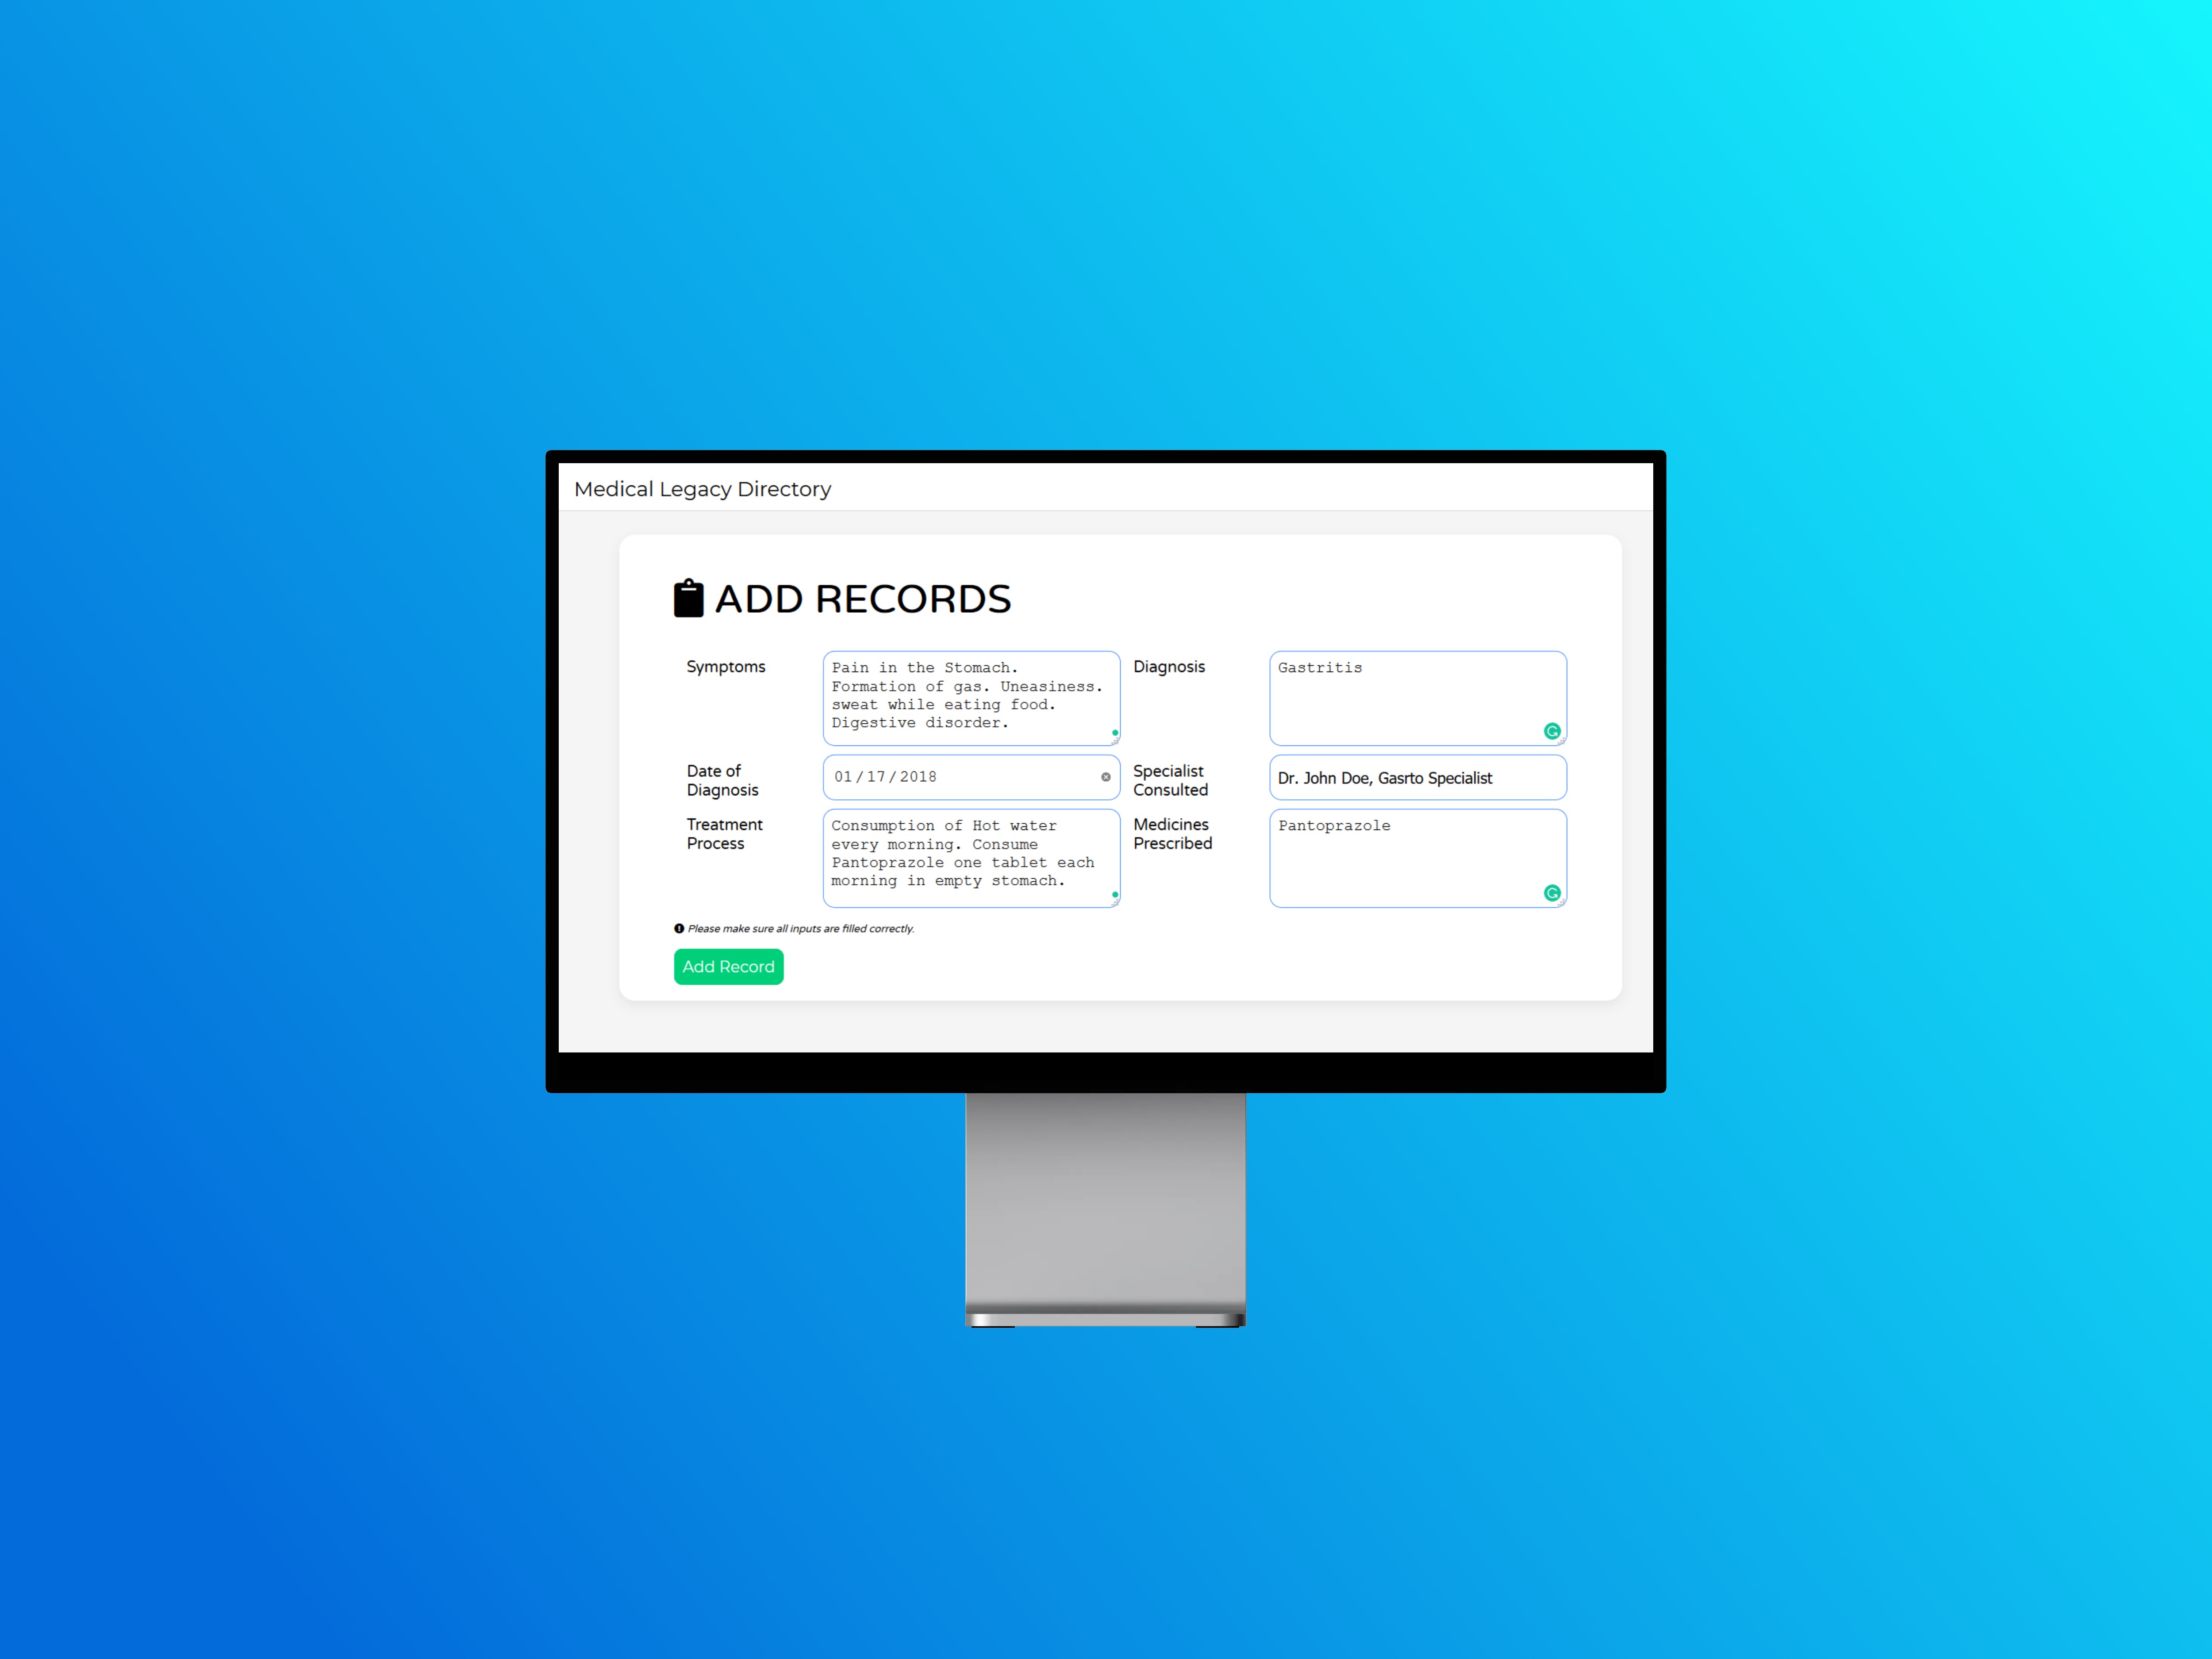 Medical Legacy Directory
ADD RECORDS
Symptoms
Pain in the Stomach.
Formation of gas. Uneasiness.
sweat while eating food.
Digestive disorder.
Diagnosis
Gastritis
Date of
Diagnosis
01/17/2018
Specialist
Consulted
Dr. John Doe, Gasrto Specialist
Treatment
Process
Consumption of Hot water
every morning. Consume
Pantoprazole one tablet each
morning in empty stomach.
Medicines
Prescribed
Pantoprazole
Please make sure all inputs are filled correctly.
Add Record